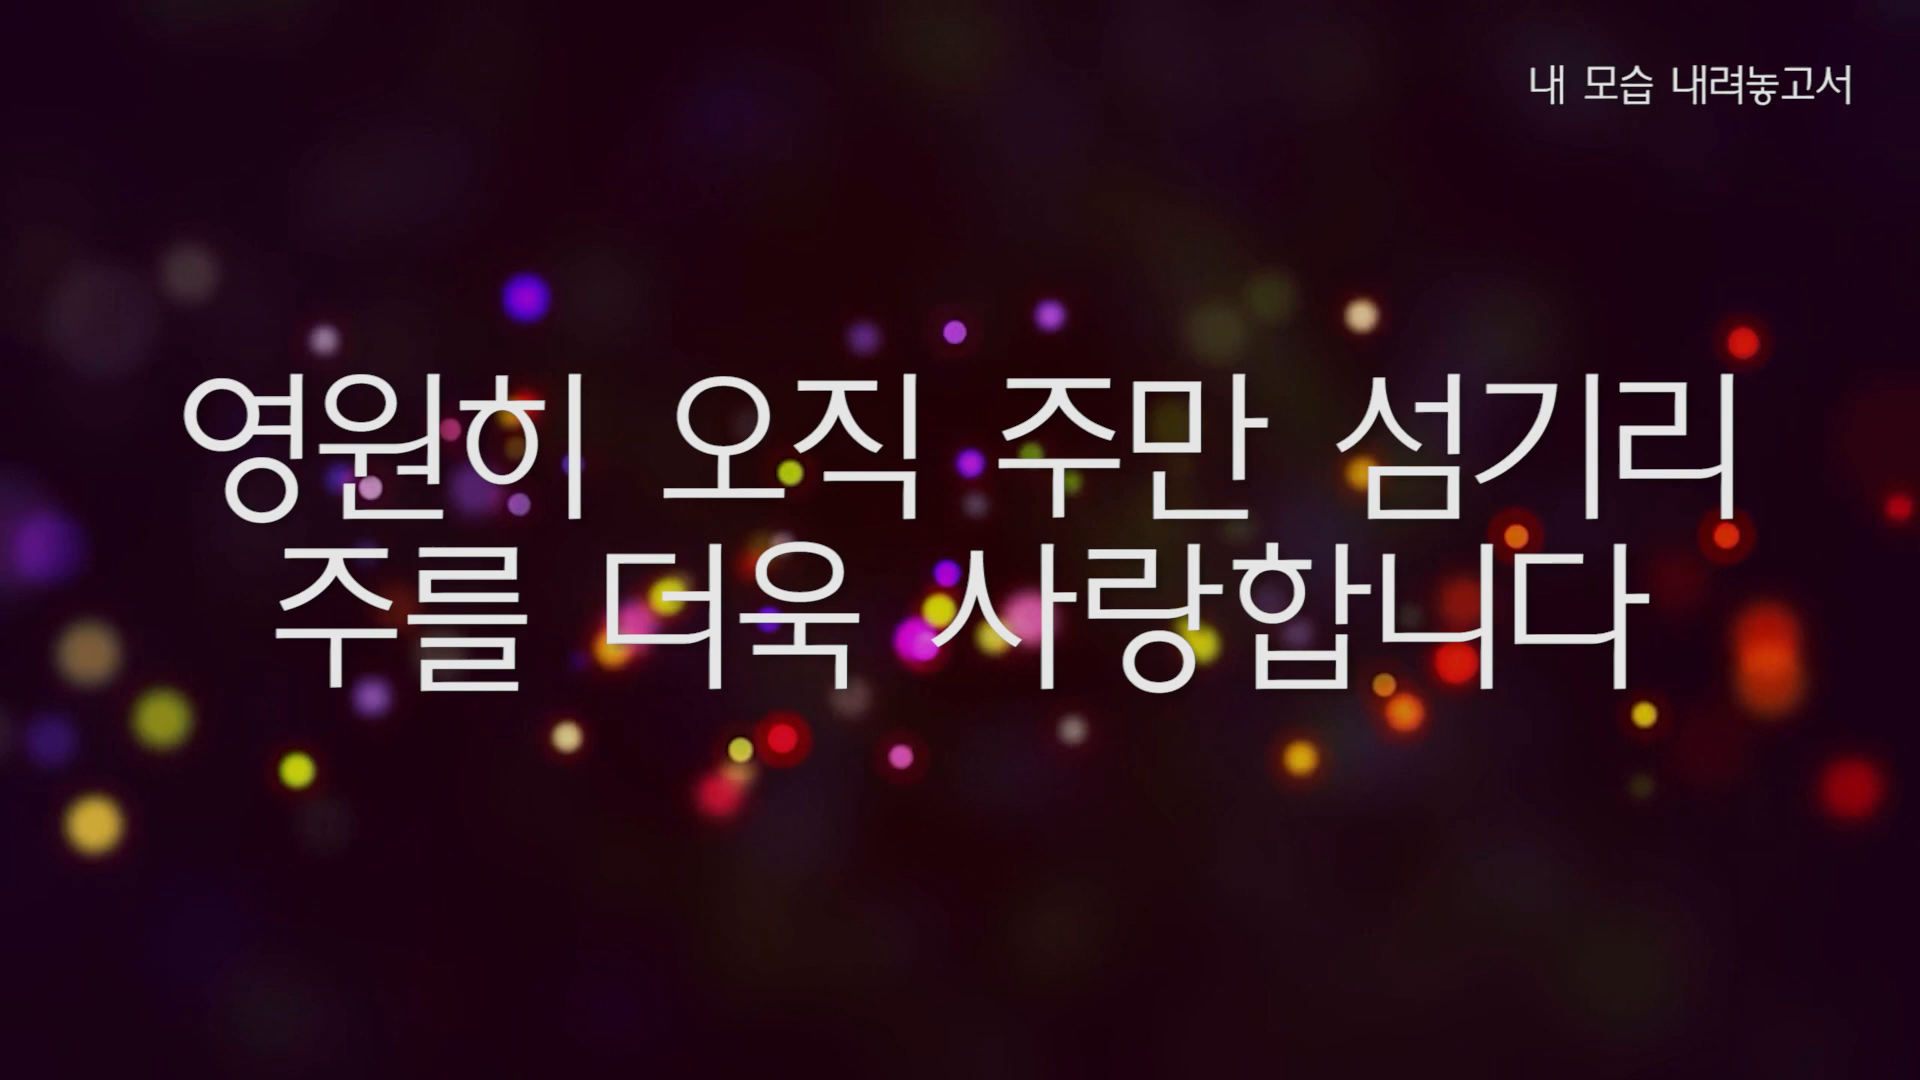 내 모습 내려놓고서
영원히 오직 주만 섬기리
주를 더욱 사랑합니다